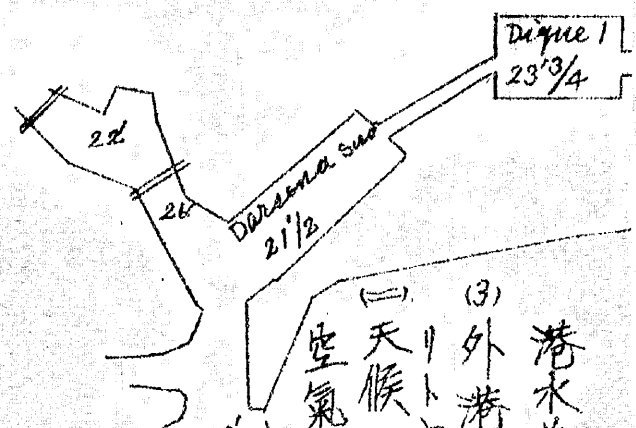 Dique 1
23'3/4
22'
26
Darsena Sud
21'1/2
港水
(3) 外港
リト
(二) 天候
空氣